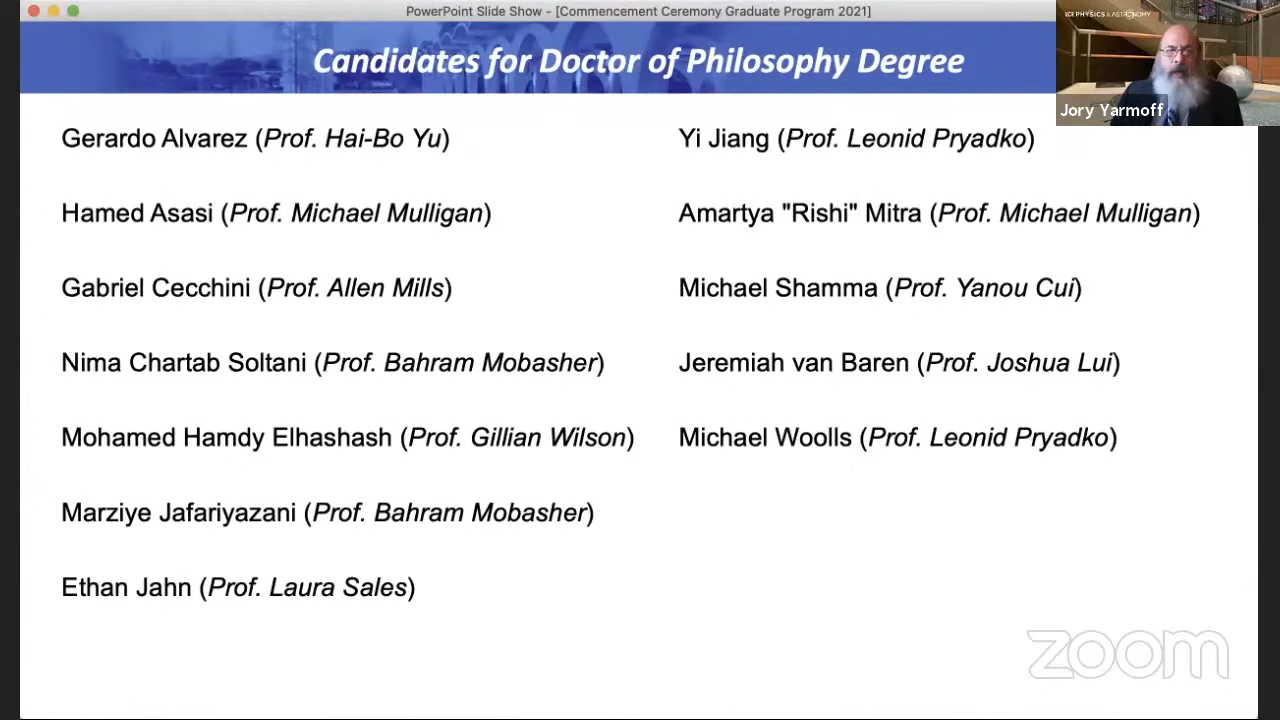 PowerPoint Slide Show - [Commencement Ceremony Graduate Program 2021]
Candidates for Doctor of Philosophy Degree
PHYSICS & ASTRONOMY
Jory Yarmoff
Gerardo Alvarez (Prof. Hai-Bo Yu)
Hamed Asasi (Prof. Michael Mulligan)
Gabriel Cecchini (Prof. Allen Mills)
Nima Chartab Soltani (Prof. Bahram Mobasher)
Mohamed Hamdy Elhashash (Prof. Gillian Wilson)
Marziye Jafariyazani (Prof. Bahram Mobasher)
Ethan Jahn (Prof. Laura Sales)
Yi Jiang (Prof. Leonid Pryadko)
Amartya "Rishi" Mitra (Prof. Michael Mulligan)
Michael Shamma (Prof. Yanou Cui)
Jeremiah van Baren (Prof. Joshua Lui)
Michael Woolls (Prof. Leonid Pryadko)
zoom